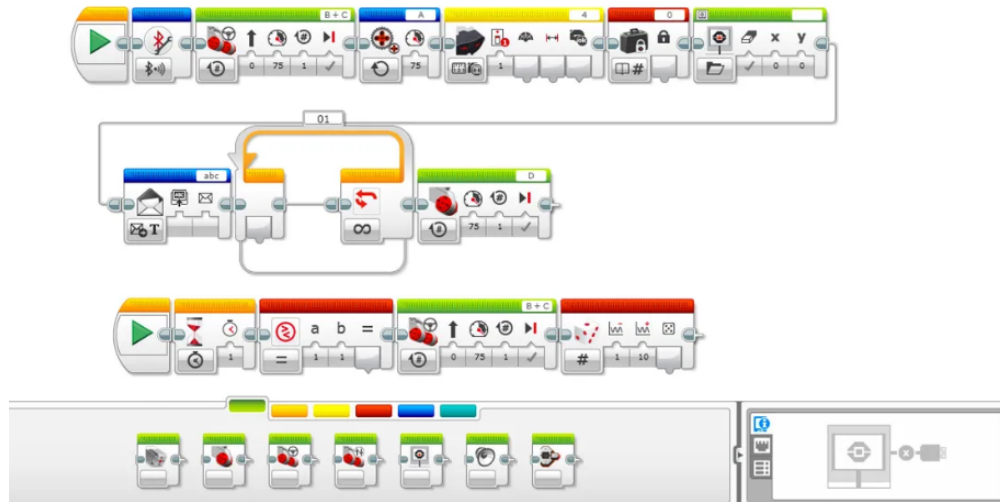 B + C A 4 0
# x y
# 0 75 1 75 1 # 0 0
01
abc D
T ∞ # 75 1
B + C
a b =
1 = 1 1 # 0 75 1 # 1 10